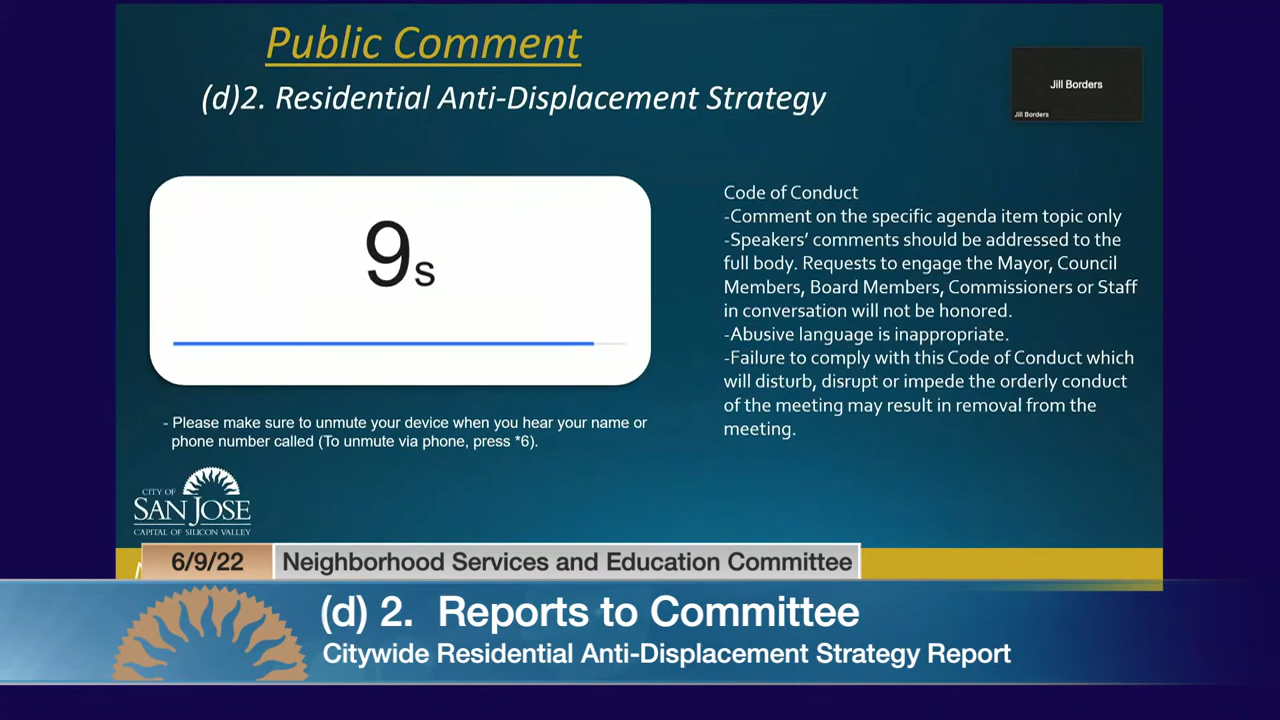 Public Comment
(d)2. Residential Anti-Displacement Strategy
Jill Borders
Jill Borders
9s
- Please make sure to unmute your device when you hear your name or
phone number called (To unmute via phone, press *6).
Code of Conduct
-Comment on the specific agenda item topic only
-Speakers’ comments should be addressed to the
full body. Requests to engage the Mayor, Council
Members, Board Members, Commissioners or Staff
in conversation will not be honored.
-Abusive language is inappropriate.
-Failure to comply with this Code of Conduct which
will disturb, disrupt or impede the orderly conduct
of the meeting may result in removal from the
meeting.
CITY OF
SAN JOSE
CAPITAL OF SILICON VALLEY
6/9/22
Neighborhood Services and Education Committee
(d) 2. Reports to Committee
Citywide Residential Anti-Displacement Strategy Report